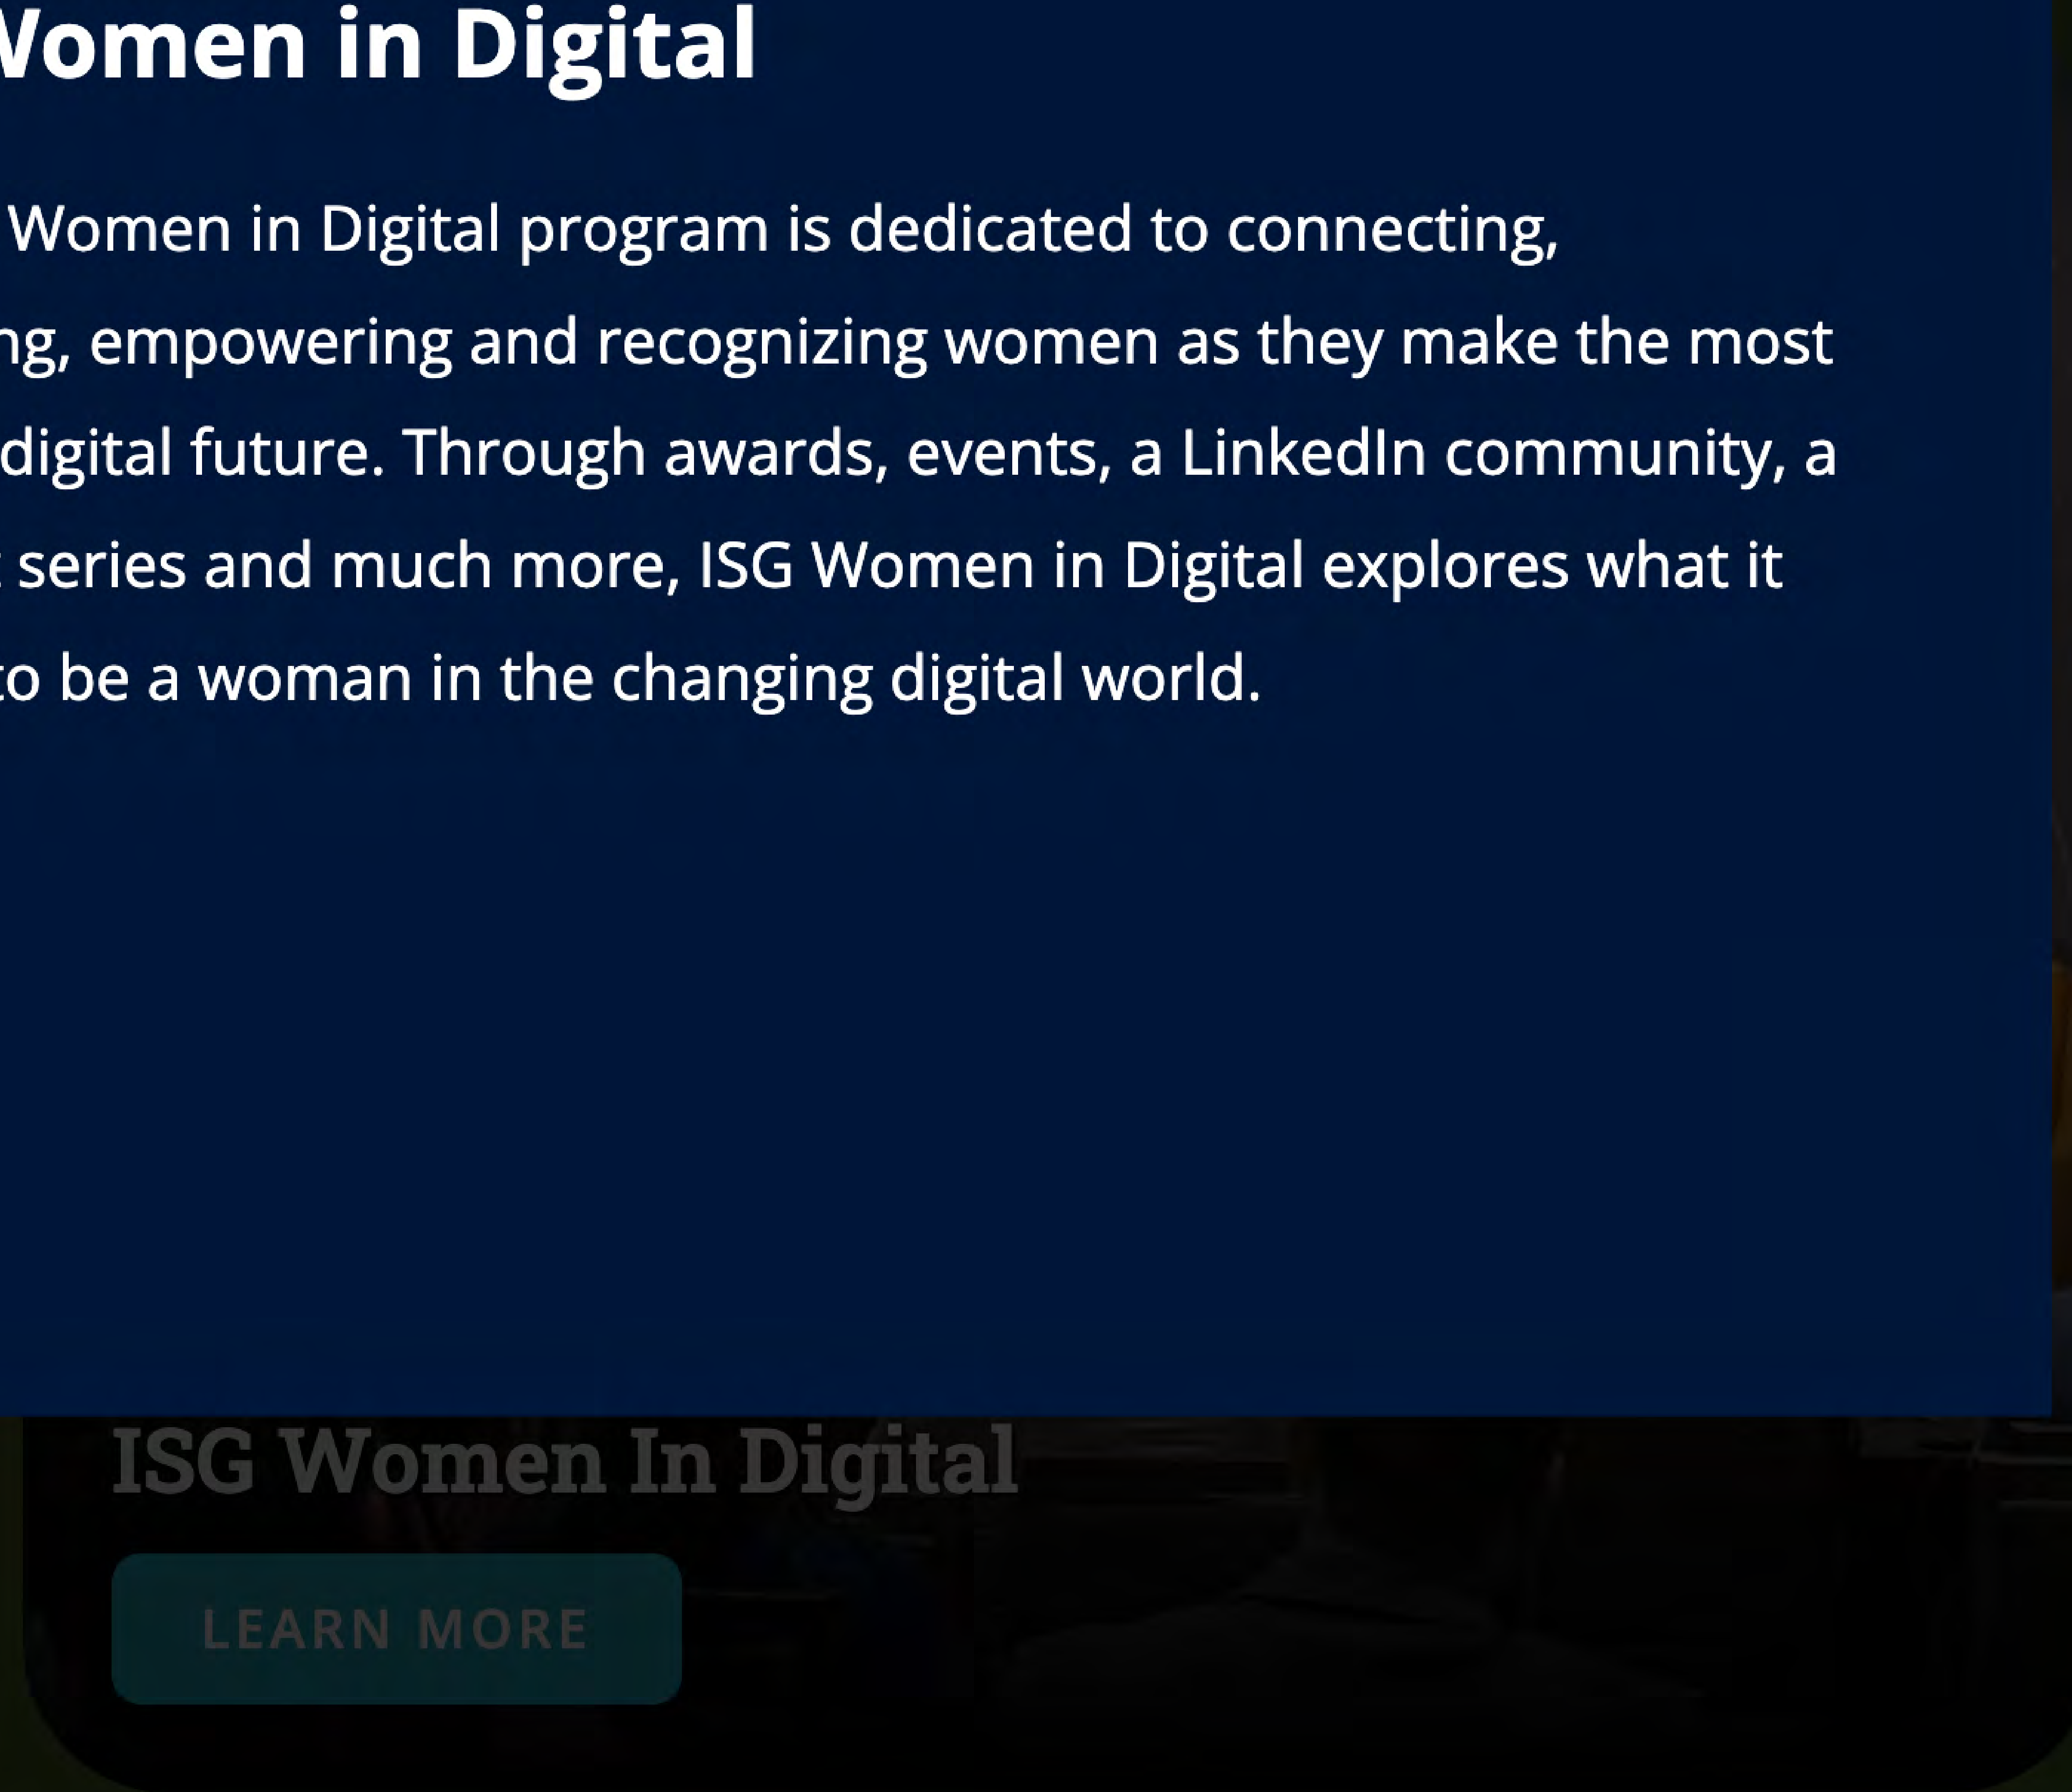 Women in Digital
Women in Digital program is dedicated to connecting,
ng, empowering and recognizing women as they make the most
digital future. Through awards, events, a LinkedIn community, a
series and much more, ISG Women in Digital explores what it
to be a woman in the changing digital world.
ISG Women In Digital
LEARN MORE